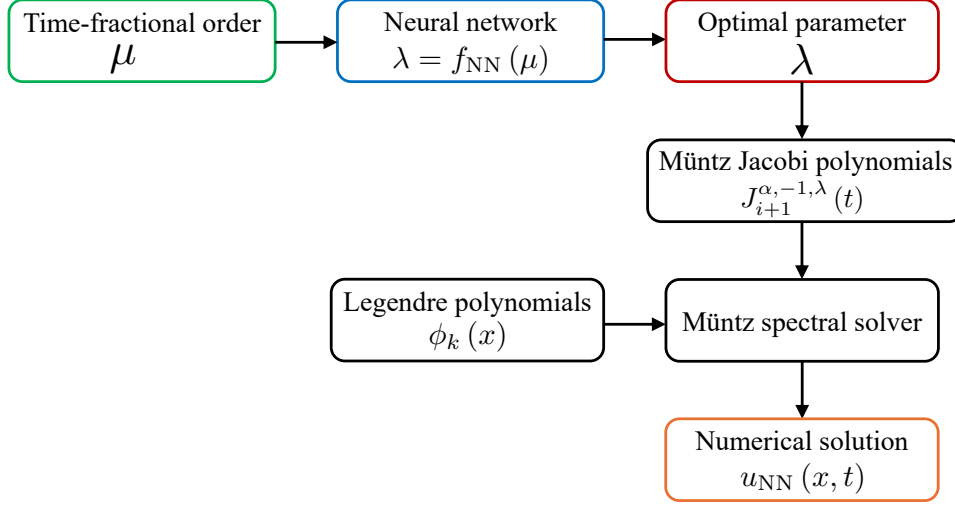 Time-fractional order
μ
Neural network
λ = f_NN (μ)
Optimal parameter
λ
Müntz Jacobi polynomials
J_{i+1}^{α,−1,λ} (t)
Legendre polynomials
ϕ_k (x)
Müntz spectral solver
Numerical solution
u_NN (x, t)